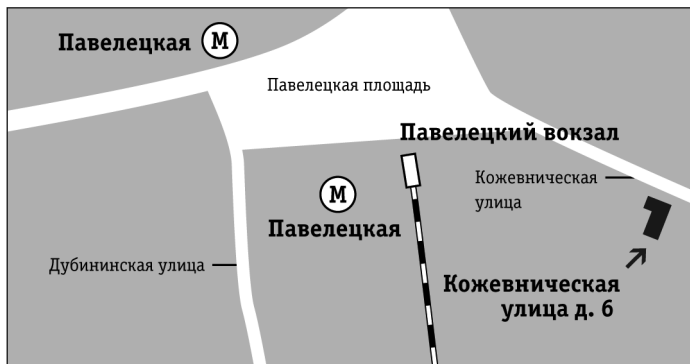 Павелецкая М
Павелецкая площадь
Павелецкий вокзал
Кожевническая
улица
М
Павелецкая
Дубининская улица
Кожевническая
улица д. 6